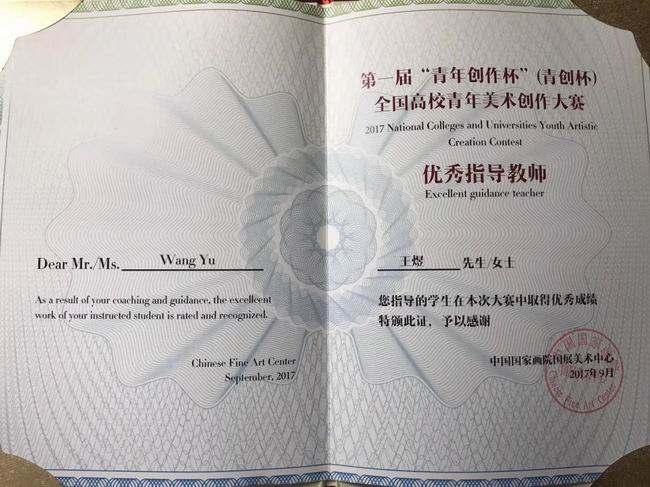 Dear Mr./Ms. Wang Yu
As a result of your coaching and guidance, the excellcent
work of your instructed student is rated and recognized.
Chinese Fine Art Center
September, 2017
第一届“青年创作杯”(青创杯)
全国高校青年美术创作大赛
2017 National Colleges and Universities Youth Artistic
Creation Contest
优秀指导教师
Excellent guidance teacher
王煜 先生/女士
您指导的学生在本次大赛中取得优秀成绩
特颁此证，予以感谢
中国国家画院国展美术中心
2017年9月
Chinese Fine Art Center